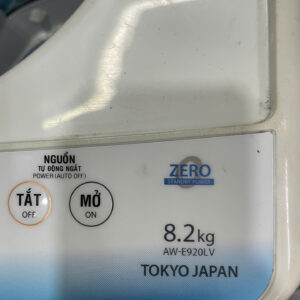 NGUỒN
TỰ ĐỘNG NGẮT
POWER (AUTO OFF)
TẮT
OFF
MỞ
ON
ZERO
STANDBY POWER
8.2kg
AW-E920LV
TOKYO JAPAN